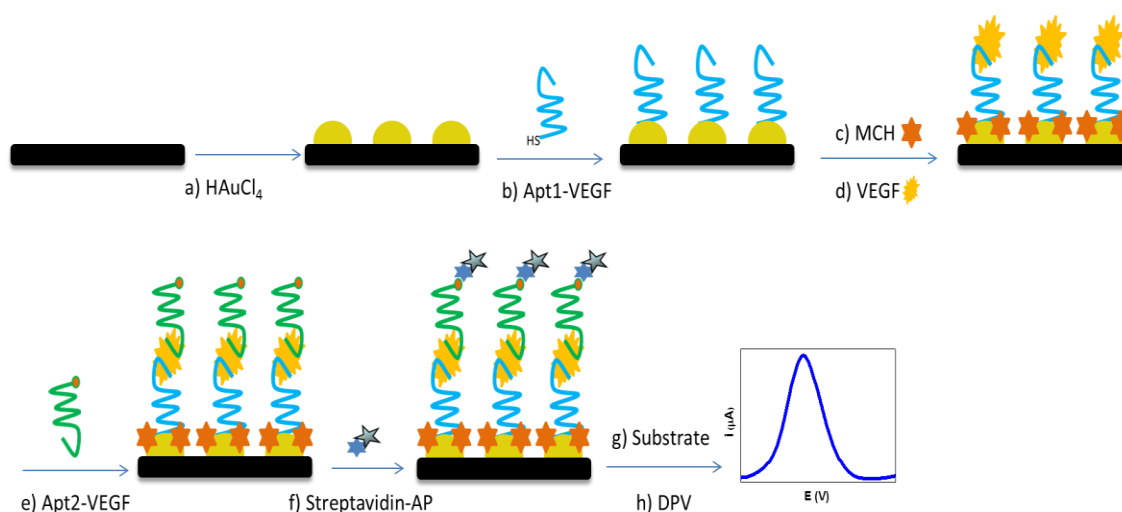 HS
a) HAuCl₄
b) Apt1-VEGF
c) MCH
d) VEGF
e) Apt2-VEGF
f) Streptavidin-AP
g) Substrate
h) DPV
I (µA)
E (V)